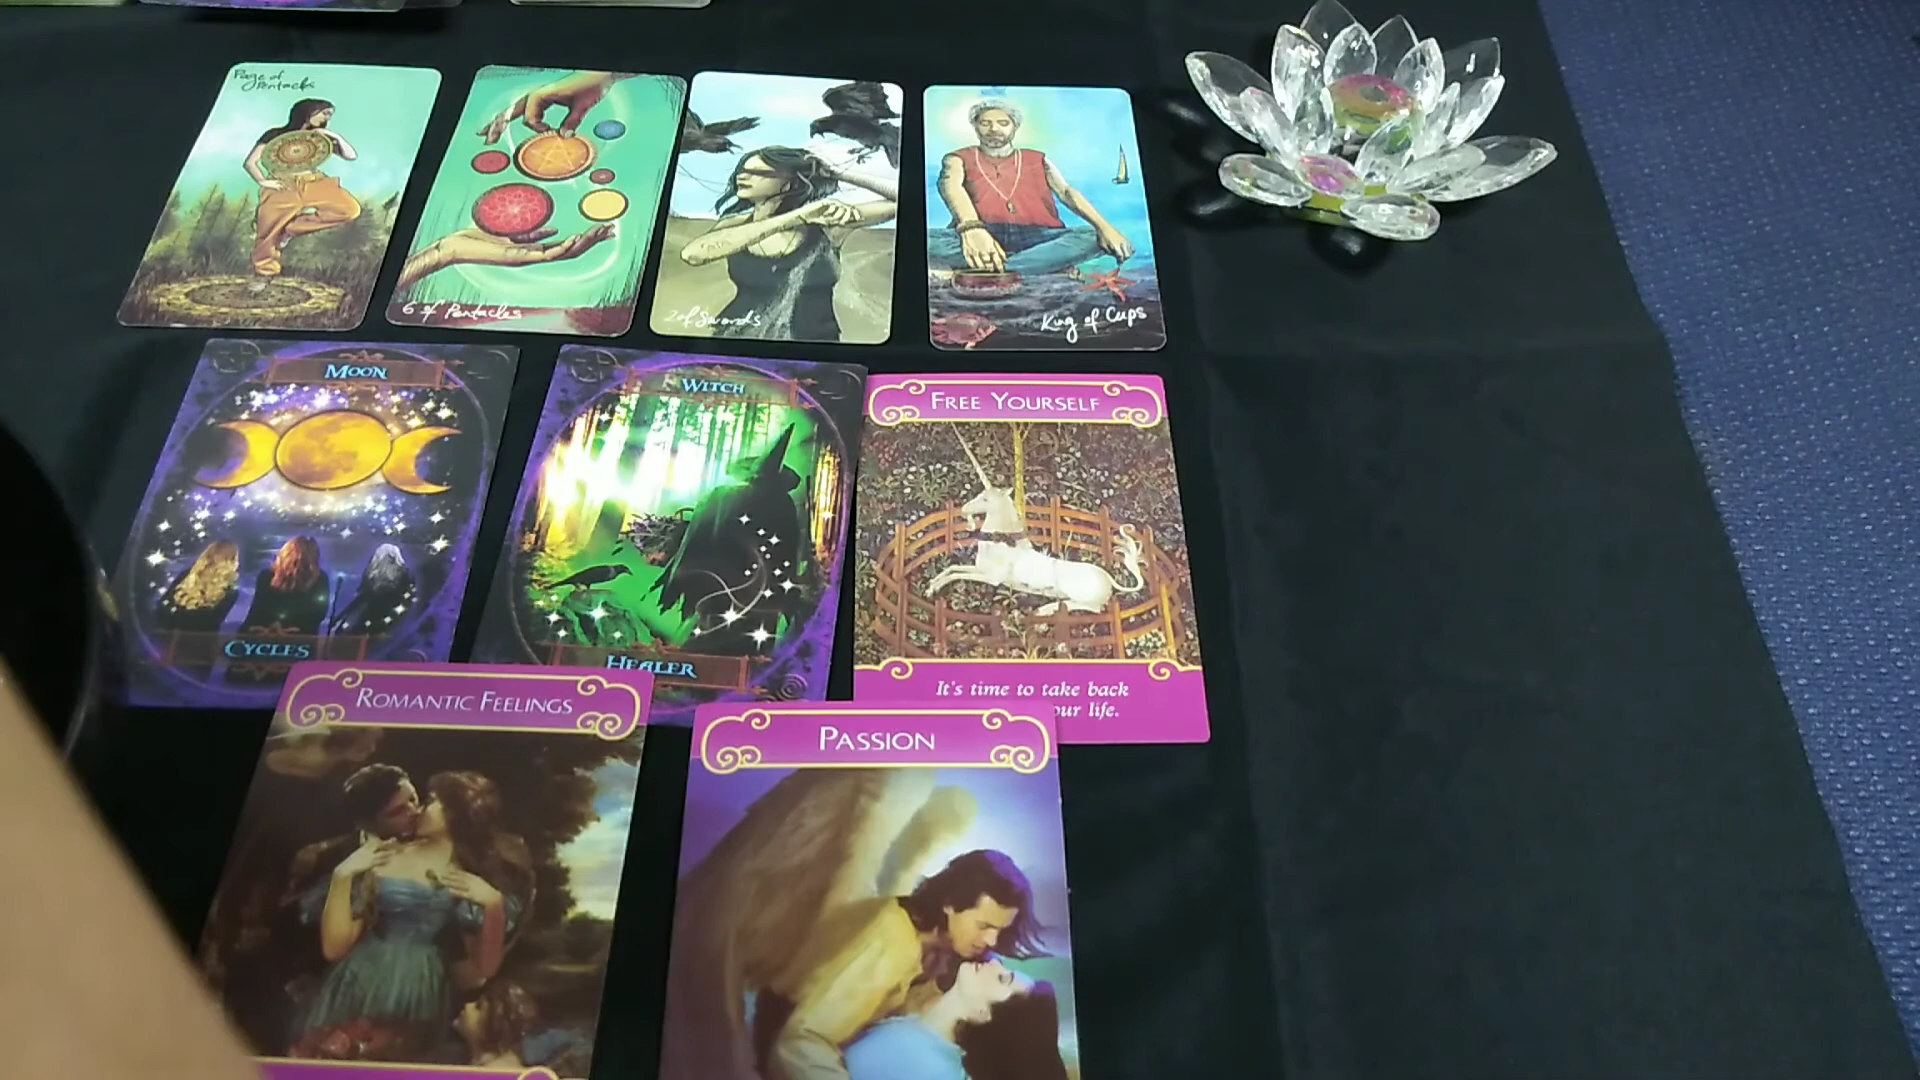 Page of
Pentacles
6 of Pentacles
2 of Swords
King of Cups
MOON
CYCLES
WITCH
HEALER
FREE YOURSELF
It's time to take back
our life.
ROMANTIC FEELINGS
PASSION